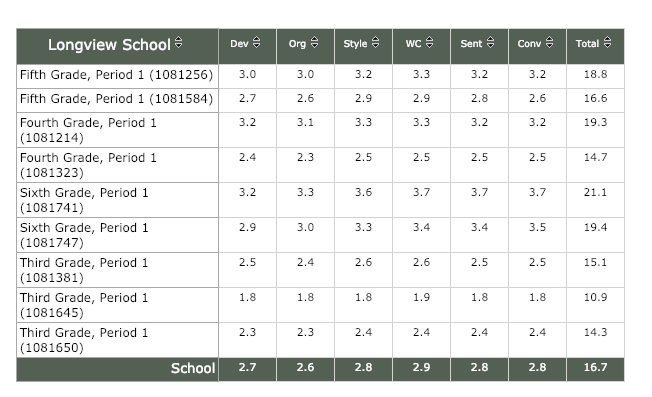 Longview School Dev Org Style WC Sent Conv Total
Fifth Grade, Period 1 (1081256) 3.0 3.0 3.2 3.3 3.2 3.2 18.8
Fifth Grade, Period 1 (1081584) 2.7 2.6 2.9 2.9 2.8 2.6 16.6
Fourth Grade, Period 1 3.2 3.1 3.3 3.3 3.2 3.2 19.3
(1081214)
Fourth Grade, Period 1 2.4 2.3 2.5 2.5 2.5 2.5 14.7
(1081323)
Sixth Grade, Period 1 3.2 3.3 3.6 3.7 3.7 3.7 21.1
(1081741)
Sixth Grade, Period 1 2.9 3.0 3.3 3.4 3.4 3.5 19.4
(1081747)
Third Grade, Period 1 2.5 2.4 2.6 2.6 2.5 2.5 15.1
(1081381)
Third Grade, Period 1 1.8 1.8 1.8 1.9 1.8 1.8 10.9
(1081645)
Third Grade, Period 1 2.3 2.3 2.4 2.4 2.4 2.4 14.3
(1081650)
School 2.7 2.6 2.8 2.9 2.8 2.8 16.7